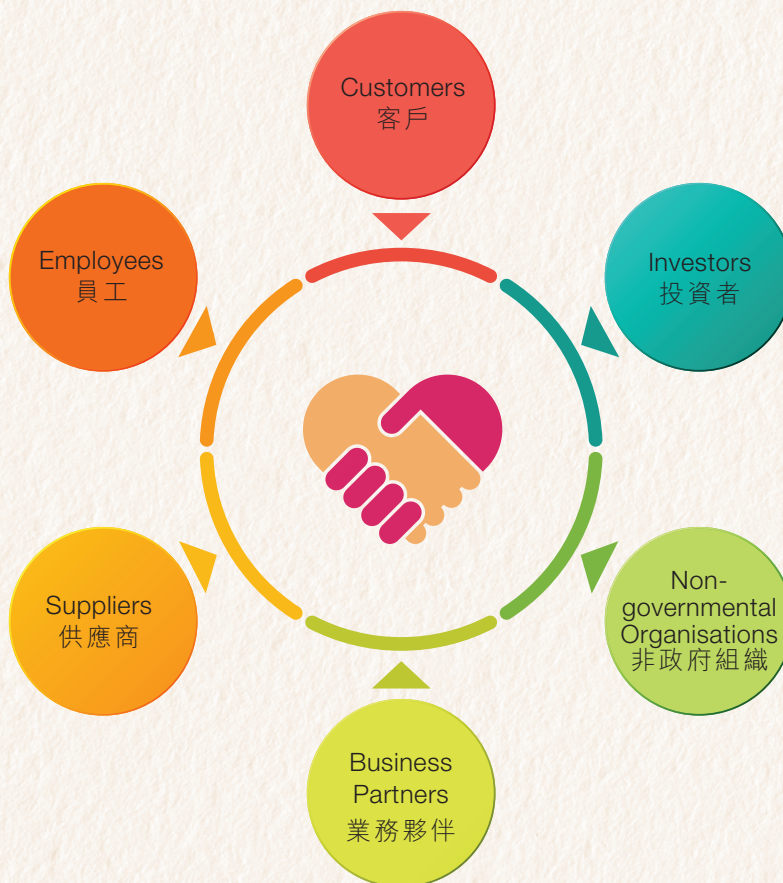 Customers
客戶
Employees
員工
Investors
投資者
Suppliers
供應商
Non-
governmental
Organisations
非政府組織
Business
Partners
業務夥伴